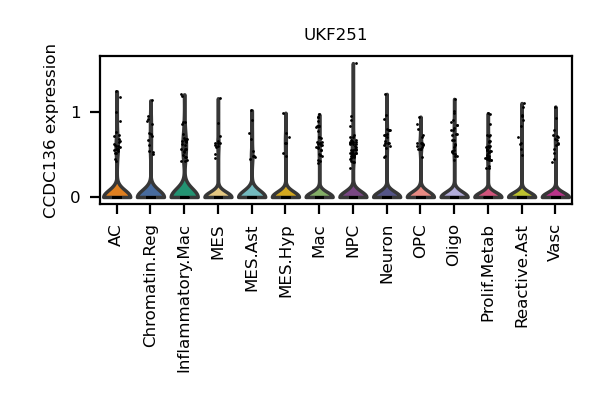 UKF251
CCDC136 expression
1
0
AC
Chromatin.Reg
Inflammatory.Mac
MES
MES.Ast
MES.Hyp
Mac
NPC
Neuron
OPC
Oligo
Prolif.Metab
Reactive.Ast
Vasc